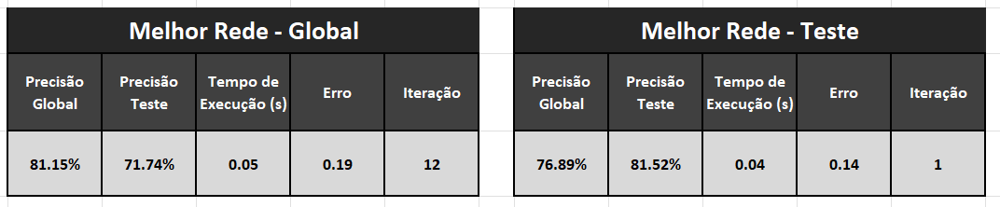 Melhor Rede - Global
Precisão Global
Precisão Teste
Tempo de Execução (s)
Erro
Iteração
81.15%
71.74%
0.05
0.19
12
Melhor Rede - Teste
Precisão Global
Precisão Teste
Tempo de Execução (s)
Erro
Iteração
76.89%
81.52%
0.04
0.14
1